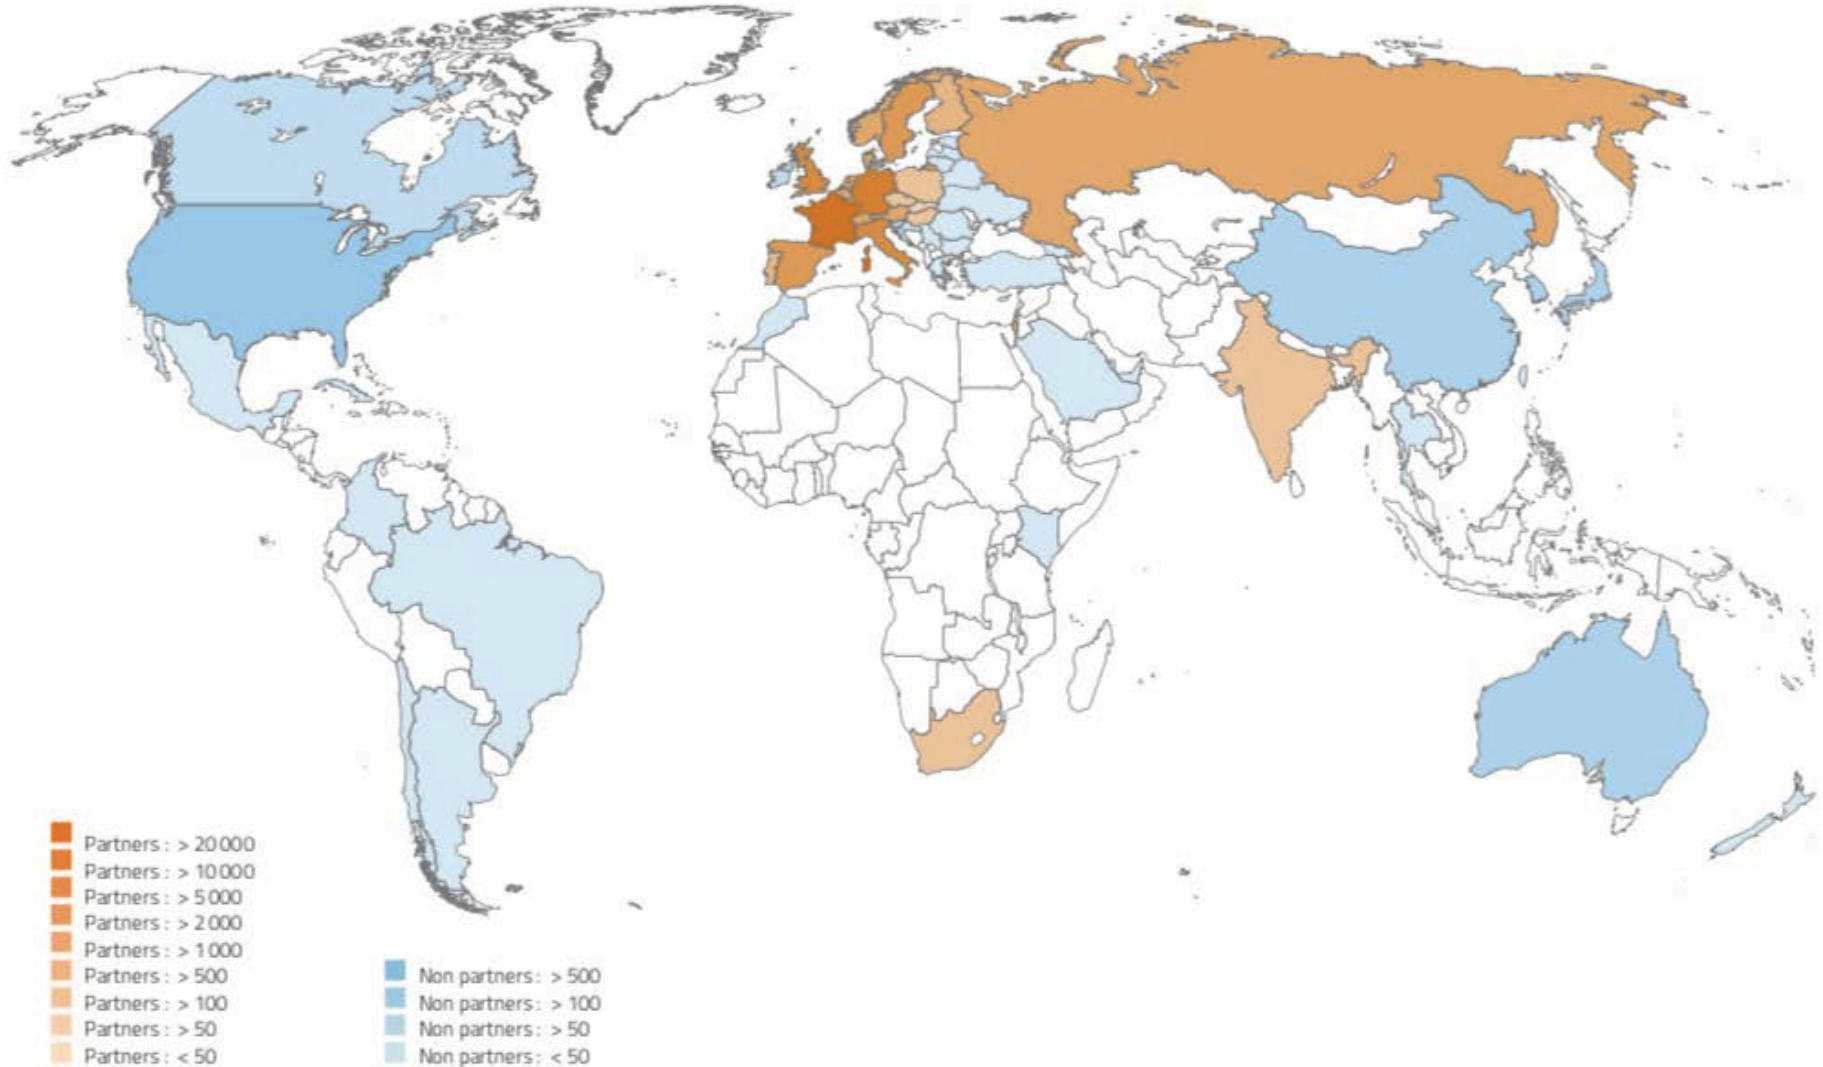 Partners : > 20 000
Partners : > 10 000
Partners : > 5 000
Partners : > 2 000
Partners : > 1 000
Partners : > 500
Partners : > 100
Partners : > 50
Partners : < 50
Non partners : > 500
Non partners : > 100
Non partners : > 50
Non partners : < 50